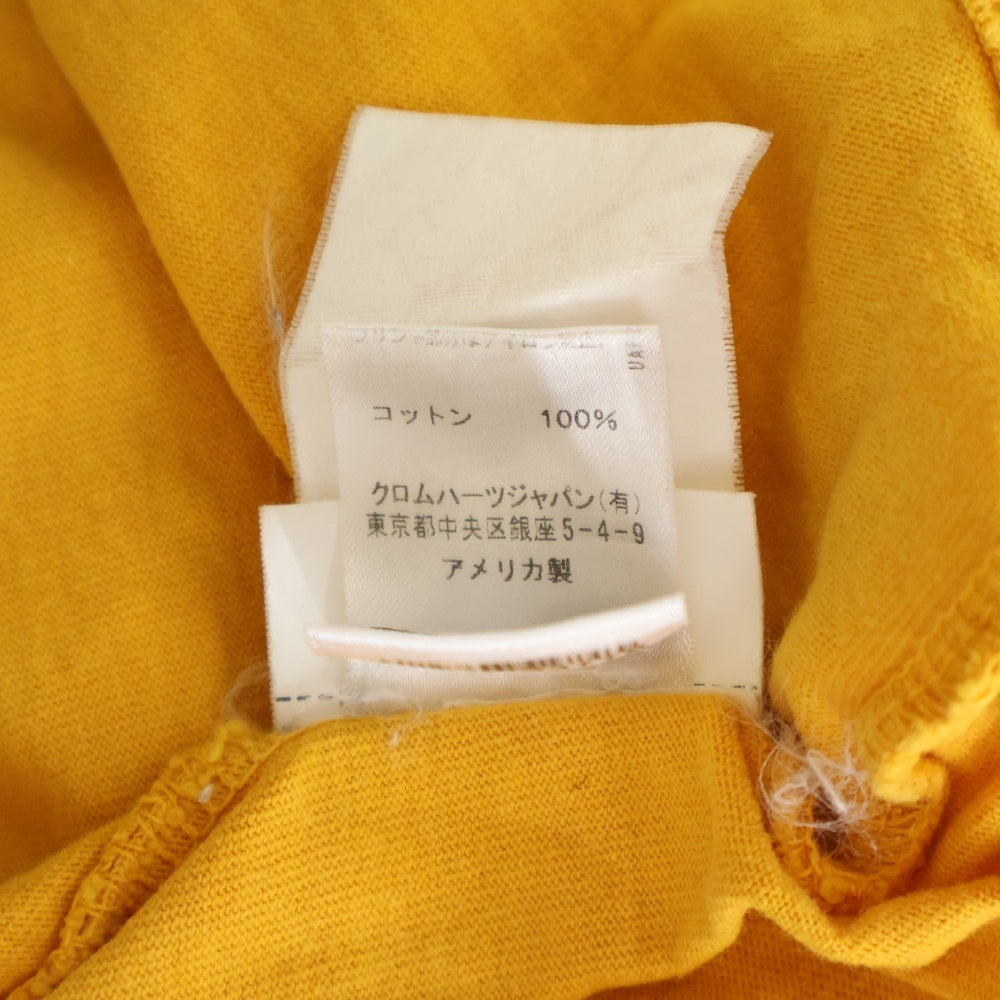 コットン 100%
クロムハーツジャパン(有)
東京都中央区銀座5-4-9
アメリカ製